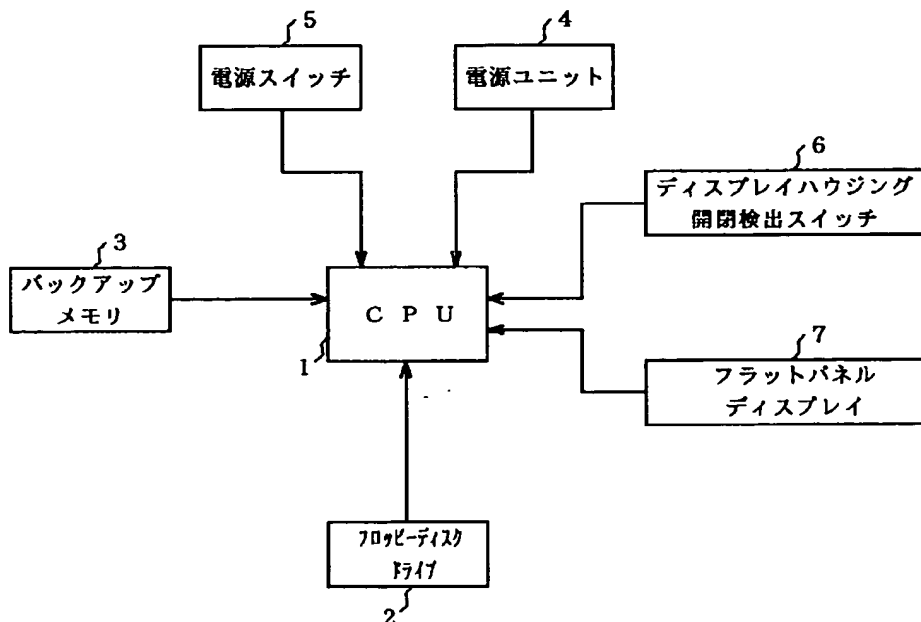 5
電源スイッチ
4
電源ユニット
6
ディスプレイハウジング
開閉検出スイッチ
3
バックアップ
メモリ
CPU
1
7
フラットパネル
ディスプレイ
フロッピーディスク
ドライブ
2